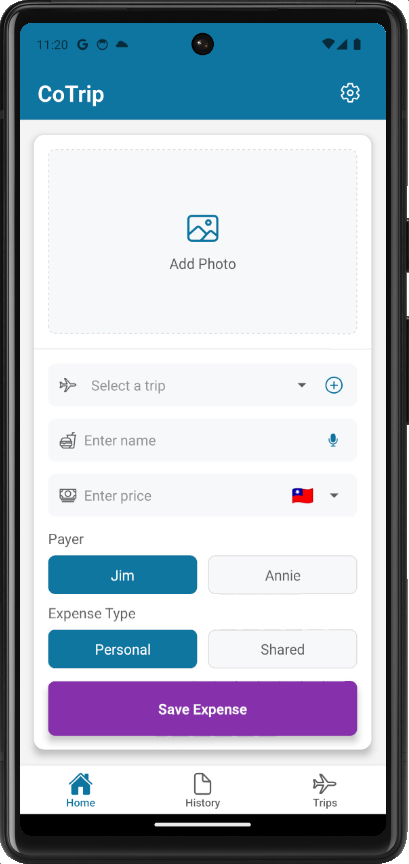 11:20
CoTrip
Add Photo
Select a trip
Enter name
Enter price
Payer
Jim
Annie
Expense Type
Personal
Shared
Save Expense
Home
History
Trips